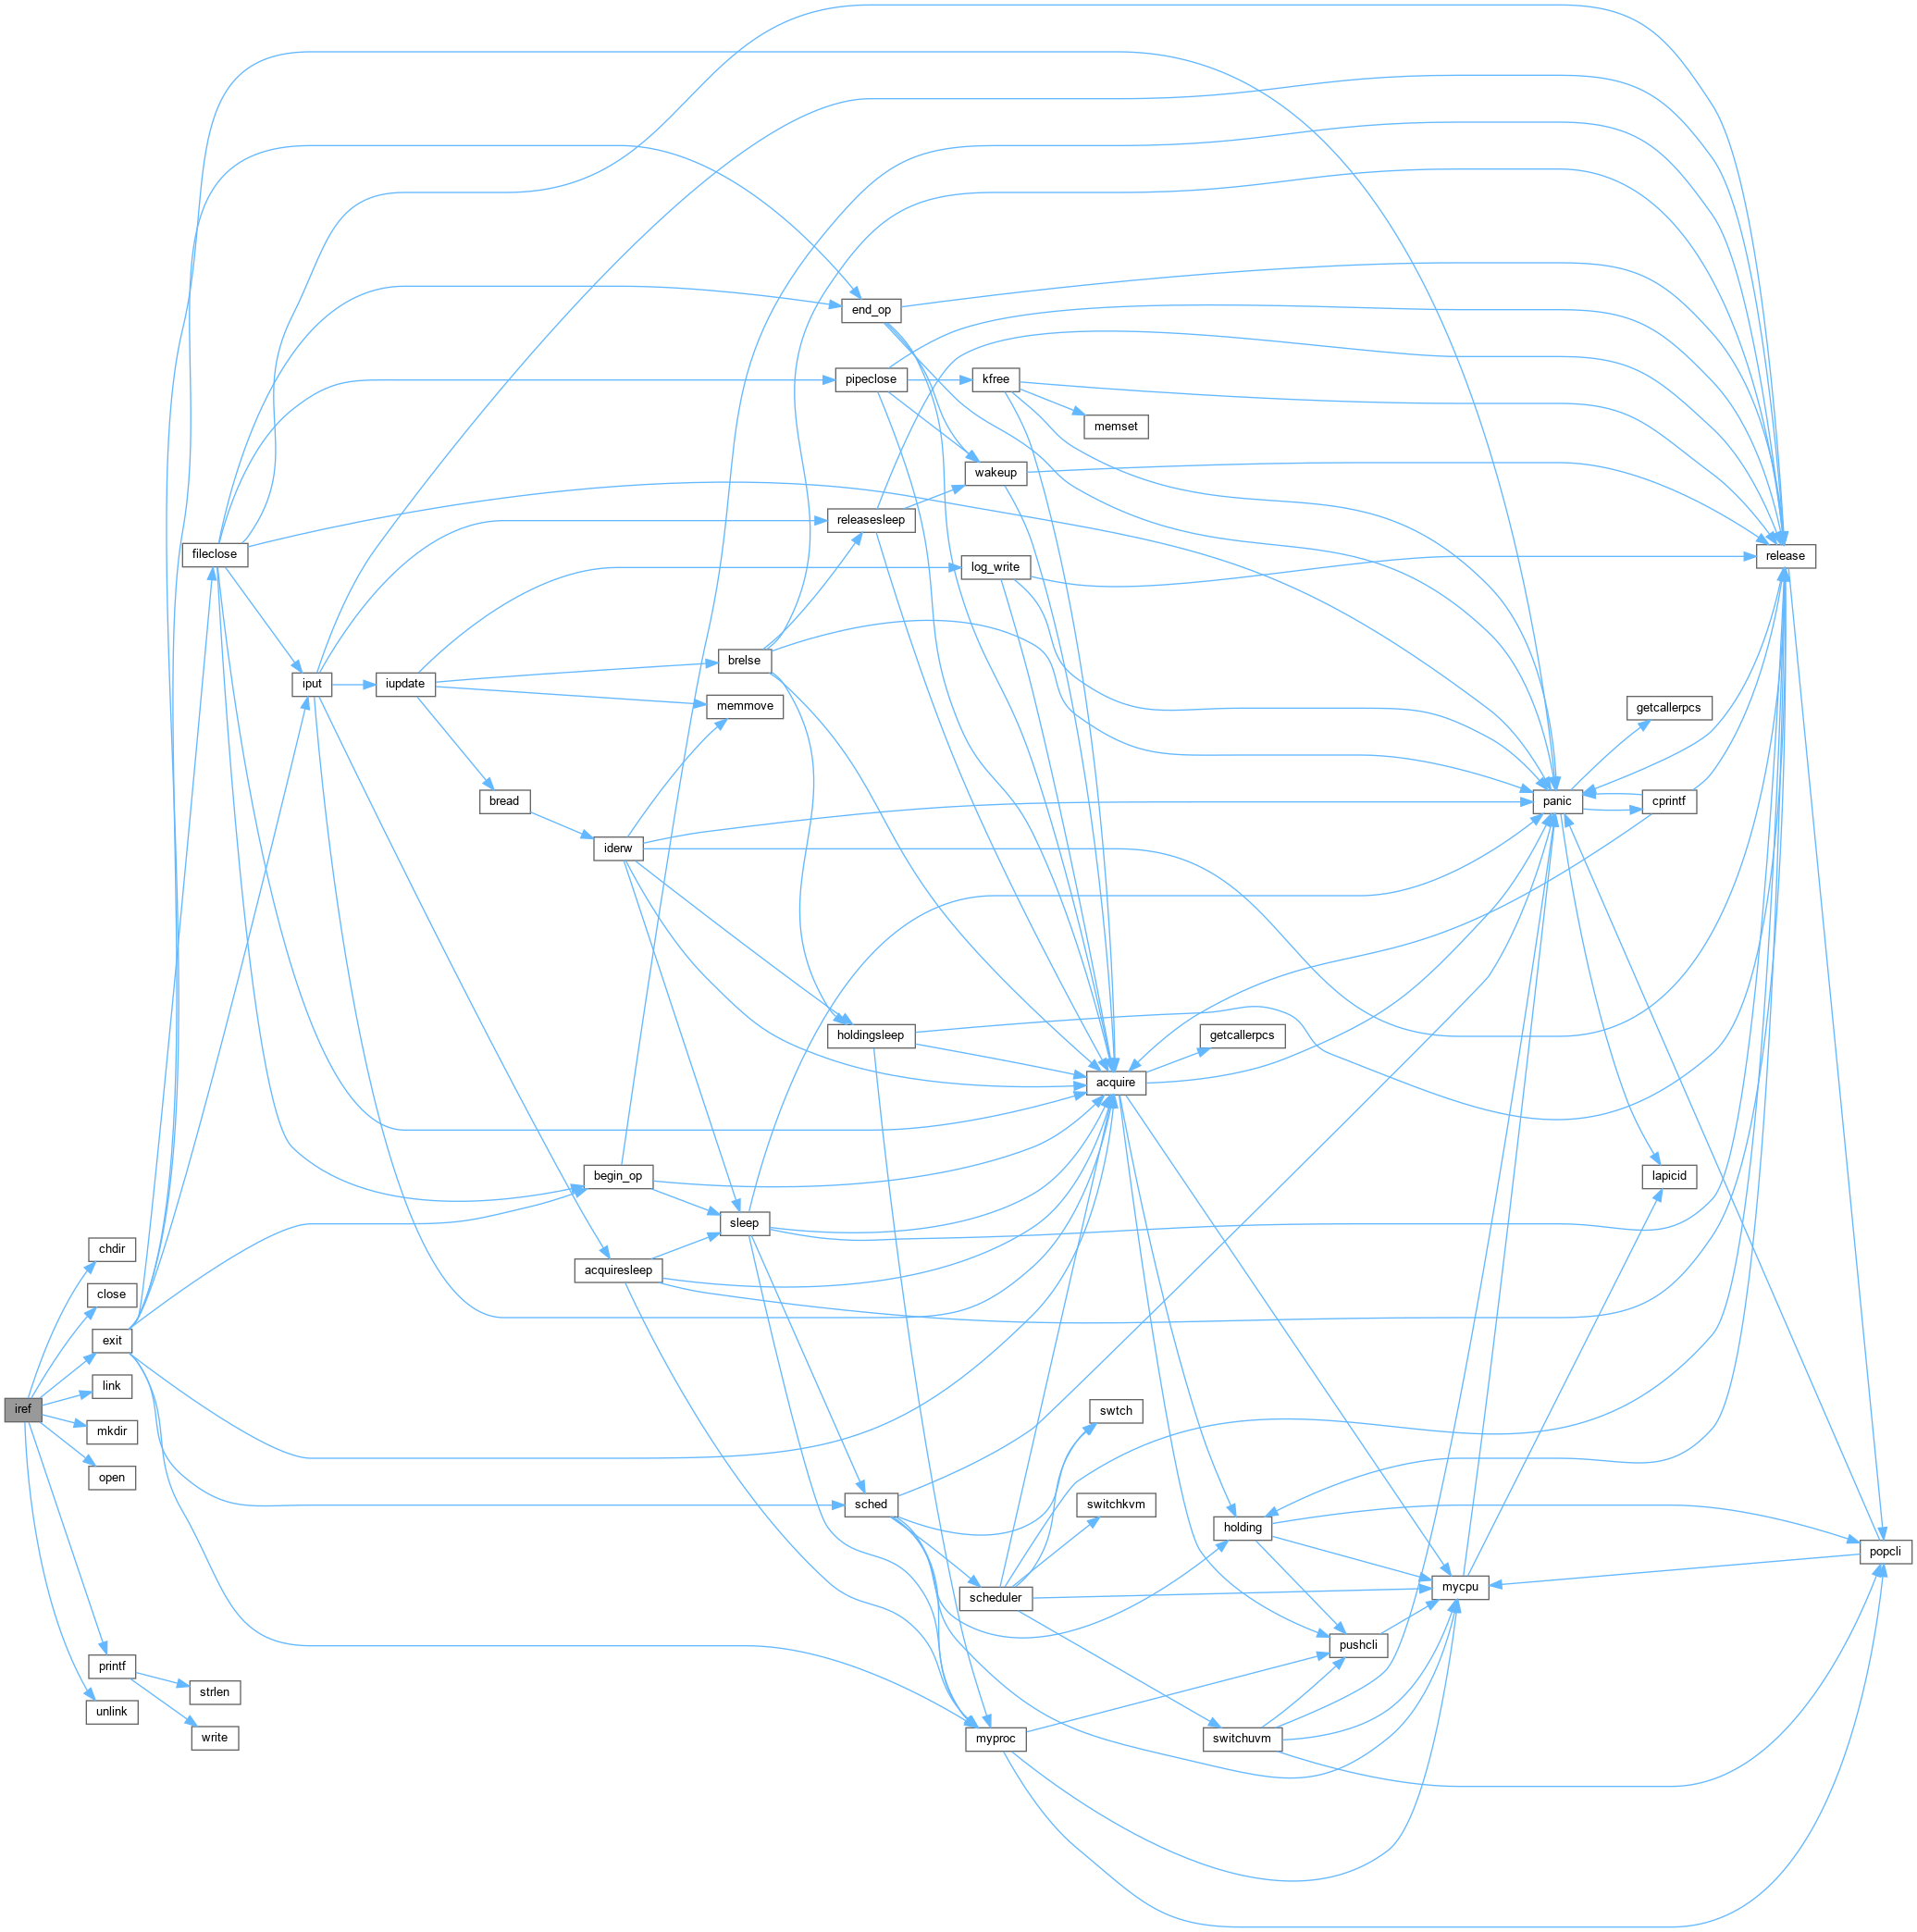 end_op
pipeclose
kfree
memset
wakeup
releasesleep
fileclose
release
log_write
brelse
iput
iupdate
memmove
getcallerpcs
bread
panic
cprintf
iderw
holdingsleep
getcallerpcs
acquire
begin_op
lapicid
sleep
chdir
acquiresleep
close
exit
link
iref
swtch
mkdir
open
sched
switchkvm
holding
popcli
scheduler
mycpu
pushcli
printf
strlen
unlink
write
myproc
switchuvm